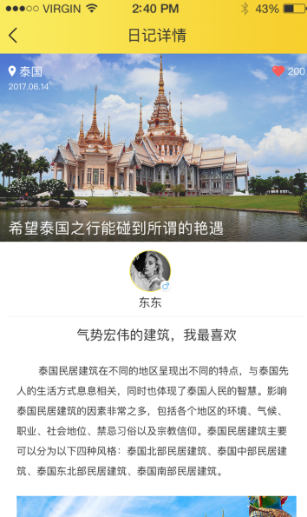 VIRGIN 2:40 PM 43%
日记详情
泰国 200
2017.06.14
希望泰国之行能碰到所谓的艳遇
东东
气势宏伟的建筑，我最喜欢
泰国民居建筑在不同的地区呈现出不同的特点，与泰国先
人的生活方式息息相关，同时也体现了泰国人民的智慧。影响
泰国民居建筑的因素非常之多，包括各个地区的环境、气候、
职业、社会地位、禁忌习俗以及宗教信仰。泰国民居建筑主要
可以分为以下四种风格：泰国北部民居建筑、泰国中部民居建
筑、泰国东北部民居建筑、泰国南部民居建筑。